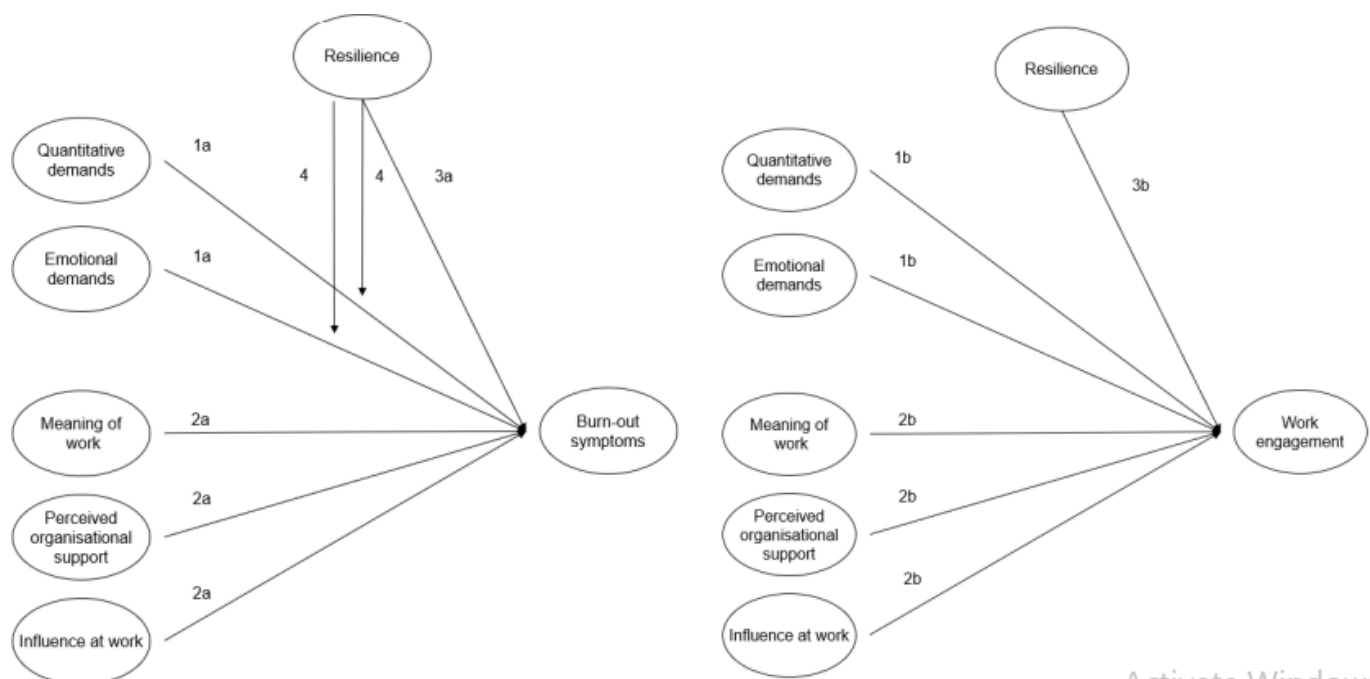 Resilience
Quantitative
demands
1a
4
4
3a
Emotional
demands
1a
Meaning of
work
2a
Burn-out
symptoms
Perceived
organisational
support
2a
Influence at work
2a
Resilience
Quantitative
demands
1b
3b
Emotional
demands
1b
Meaning of
work
2b
Work
engagement
Perceived
organisational
support
2b
Influence at work
2b
Activate Window